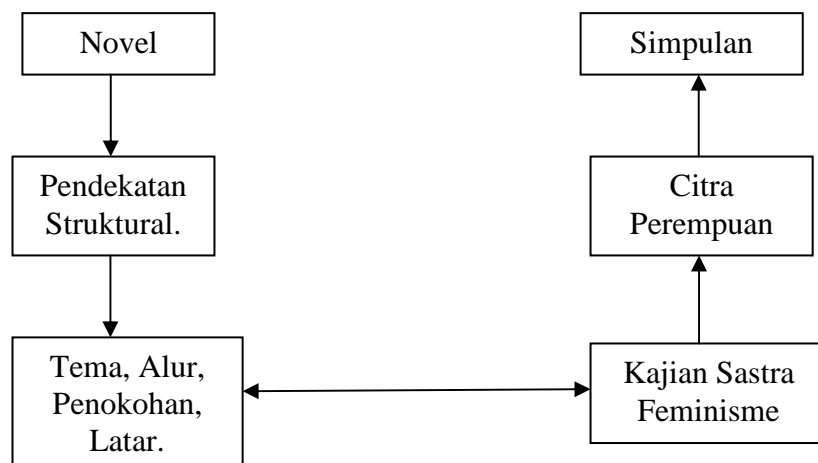 Novel
Simpulan
Pendekatan
Struktural.
Citra
Perempuan
Tema, Alur,
Penokohan,
Latar.
Kajian Sastra
Feminisme